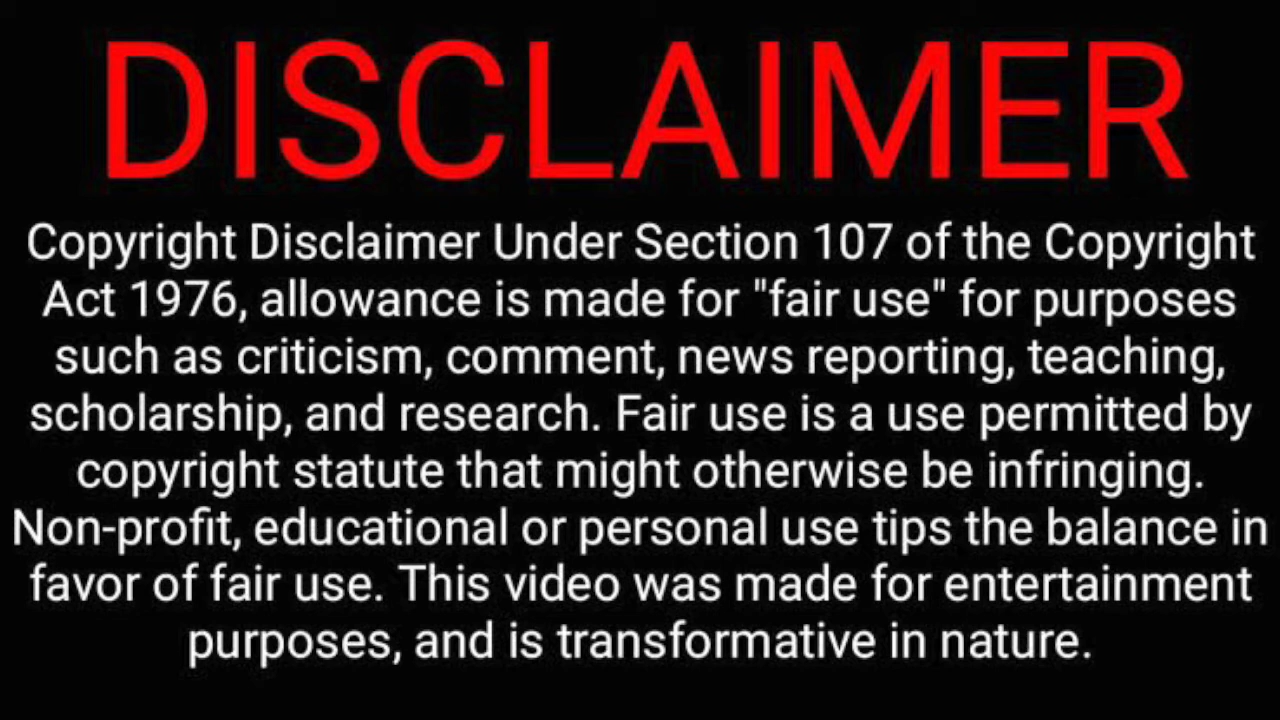 DISCLAIMER
Copyright Disclaimer Under Section 107 of the Copyright
Act 1976, allowance is made for "fair use" for purposes
such as criticism, comment, news reporting, teaching,
scholarship, and research. Fair use is a use permitted by
copyright statute that might otherwise be infringing.
Non-profit, educational or personal use tips the balance in
favor of fair use. This video was made for entertainment
purposes, and is transformative in nature.